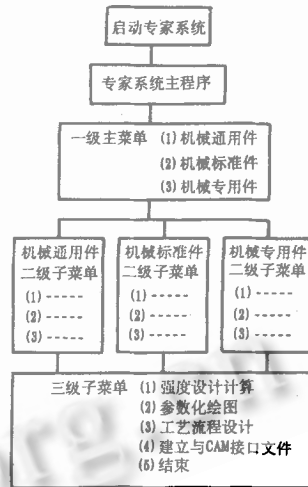 启动专家系统
专家系统主程序
一级主菜单 (1)机械通用件
(2)机械标准件
(3)机械专用件
机械通用件
二级子菜单
(1)-----
(2)-----
(3)-----
机械标准件
二级子菜单
(1)-----
(2)-----
(3)-----
机械专用件
二级子菜单
(1)-----
(2)-----
(3)-----
三级子菜单 (1)强度设计计算
(2)参数化绘图
(3)工艺流程设计
(4)建立与CAM接口文件
(5)结束